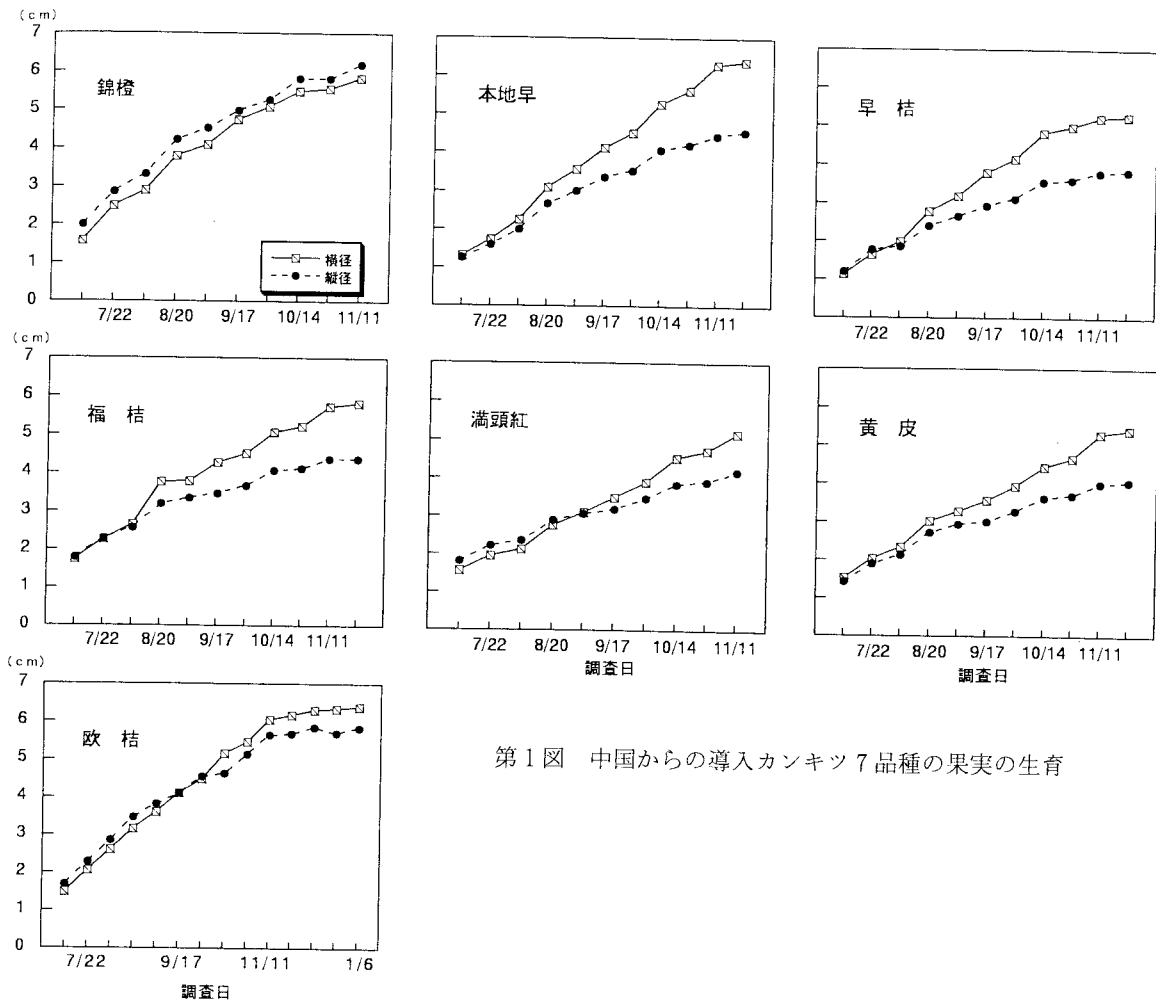 (cm)
7
6
5
4
3
2
1
0
錦橙
横径
縦径
7/22 8/20 9/17 10/14 11/11
本地早
7/22 8/20 9/17 10/14 11/11
早 桔
7/22 8/20 9/17 10/14 11/11
(cm)
7
6
5
4
3
2
1
0
福 桔
7/22 8/20 9/17 10/14 11/11
満頭紅
7/22 8/20 9/17 10/14 11/11
調査日
黄 皮
7/22 8/20 9/17 10/14 11/11
調査日
(cm)
7
6
5
4
3
2
1
0
欧 桔
7/22 9/17 11/11 1/6
調査日
第1図 中国からの導入カンキツ7品種の果実の生育